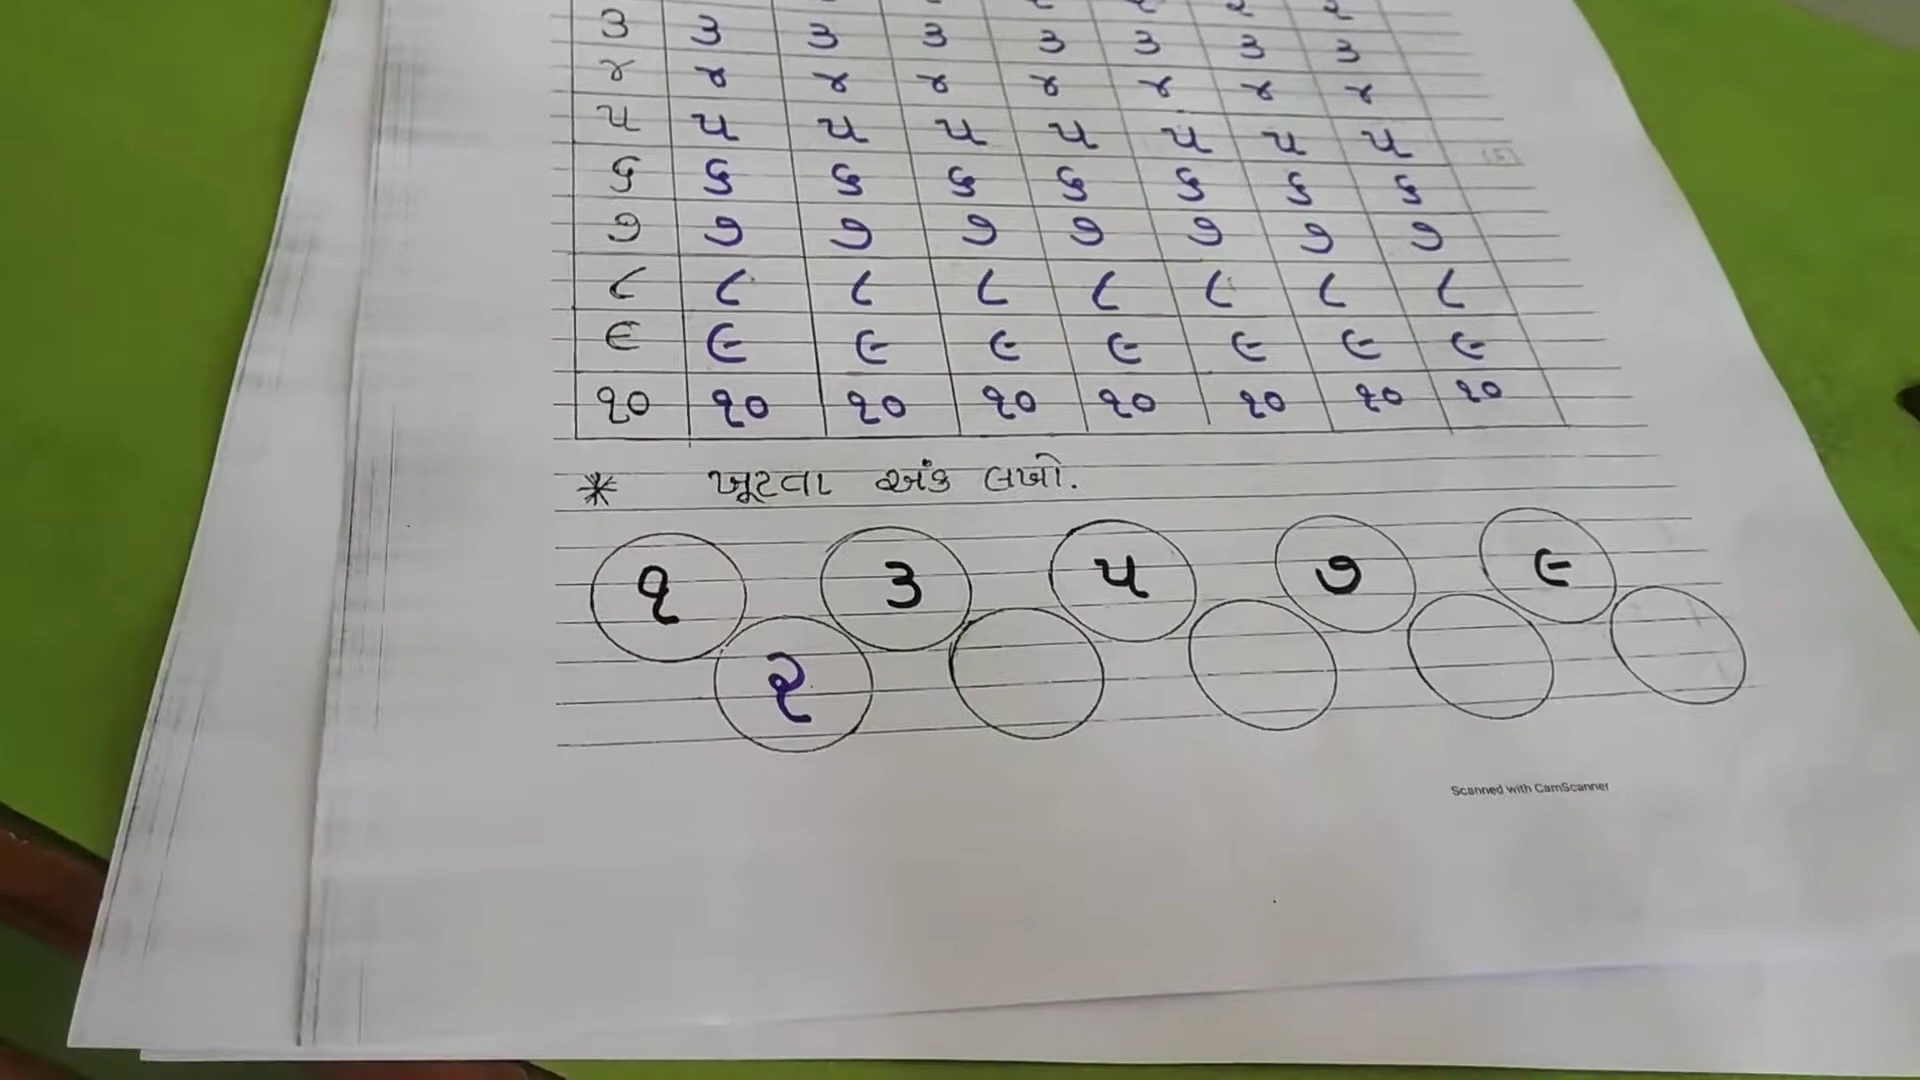 ૩ ૩ ૩ ૩ ૩ ૩ ૩ ૩
૪ ૪ ૪ ૪ ૪ ૪ ૪ ૪
૫ ૫ ૫ ૫ ૫ ૫ ૫ ૫
૬ ૬ ૬ ૬ ૬ ૬ ૬ ૬
૭ ૭ ૭ ૭ ૭ ૭ ૭ ૭
૮ ૮ ૮ ૮ ૮ ૮ ૮ ૮
૯ ૯ ૯ ૯ ૯ ૯ ૯ ૯
૧૦ ૧૦ ૧૦ ૧૦ ૧૦ ૧૦ ૧૦ ૧૦
* ખૂટતા અંક લખો.
૧ ૩ ૫ ૭ ૯
૨
Scanned with CamScanner